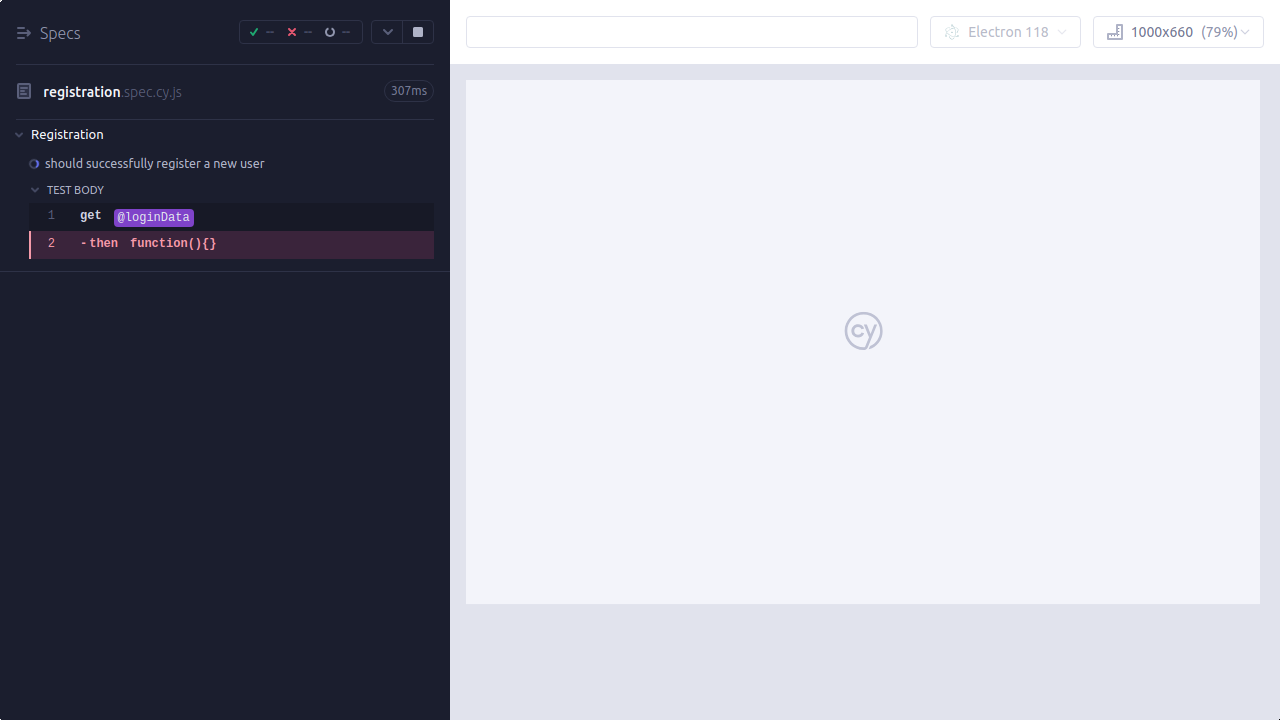 Specs
-- -- --
registration.spec.cy.js 307ms
Registration
should successfully register a new user
TEST BODY
1 get @loginData
2 -then function(){}
Electron 118
1000x660 (79%)
cy